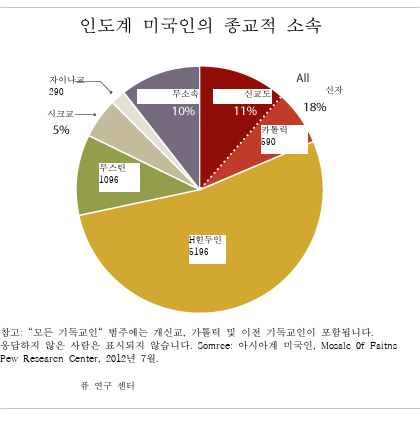 인도계 미국인의 종교적 소속
자이나교
290
시크교
5%
무소속
10%
신교도
11%
All
신자
18%
카톨릭
590
무스턴
1096
H힌두인
5196
참고: "모든 기독교인" 범주에는 개신교, 가톨릭 및 이전 기독교인이 포함됩니다.
응답하지 않은 사람은 표시되지 않습니다. Somrce: 아시아계 미국인, Mosaic Of Faitns
Pew Researcn Center, 2012년 7월.
퓨 연구 센터